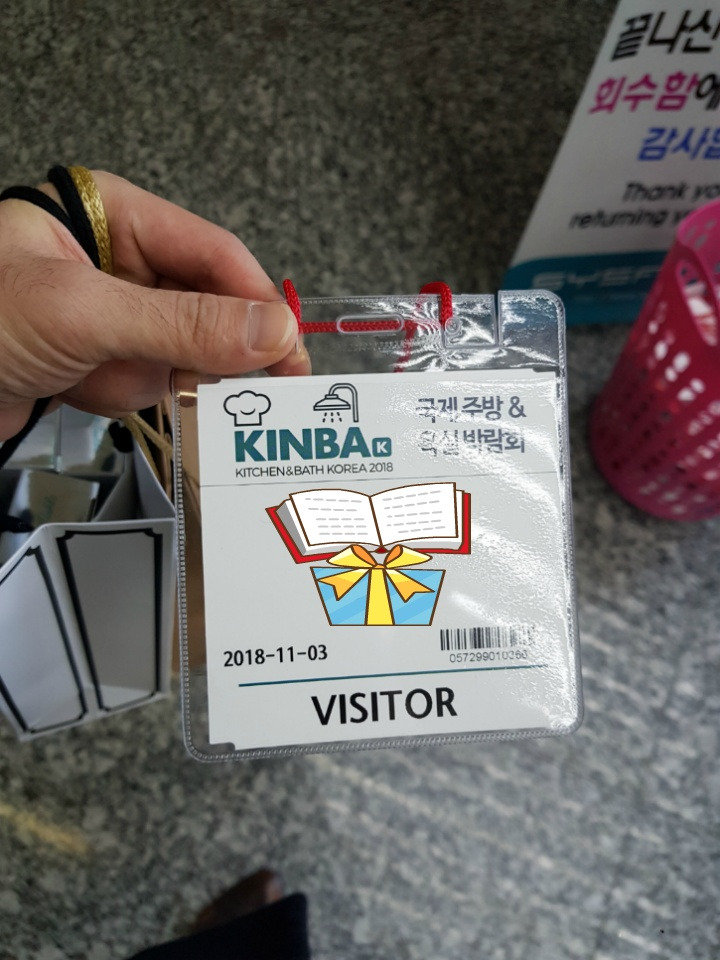 끝나신
회수함에
감사합
Thank you
returning yo
KINBA K
국제 주방 &
욕실 박람회
KITCHEN&BATH KOREA 2018
2018-11-03
VISITOR